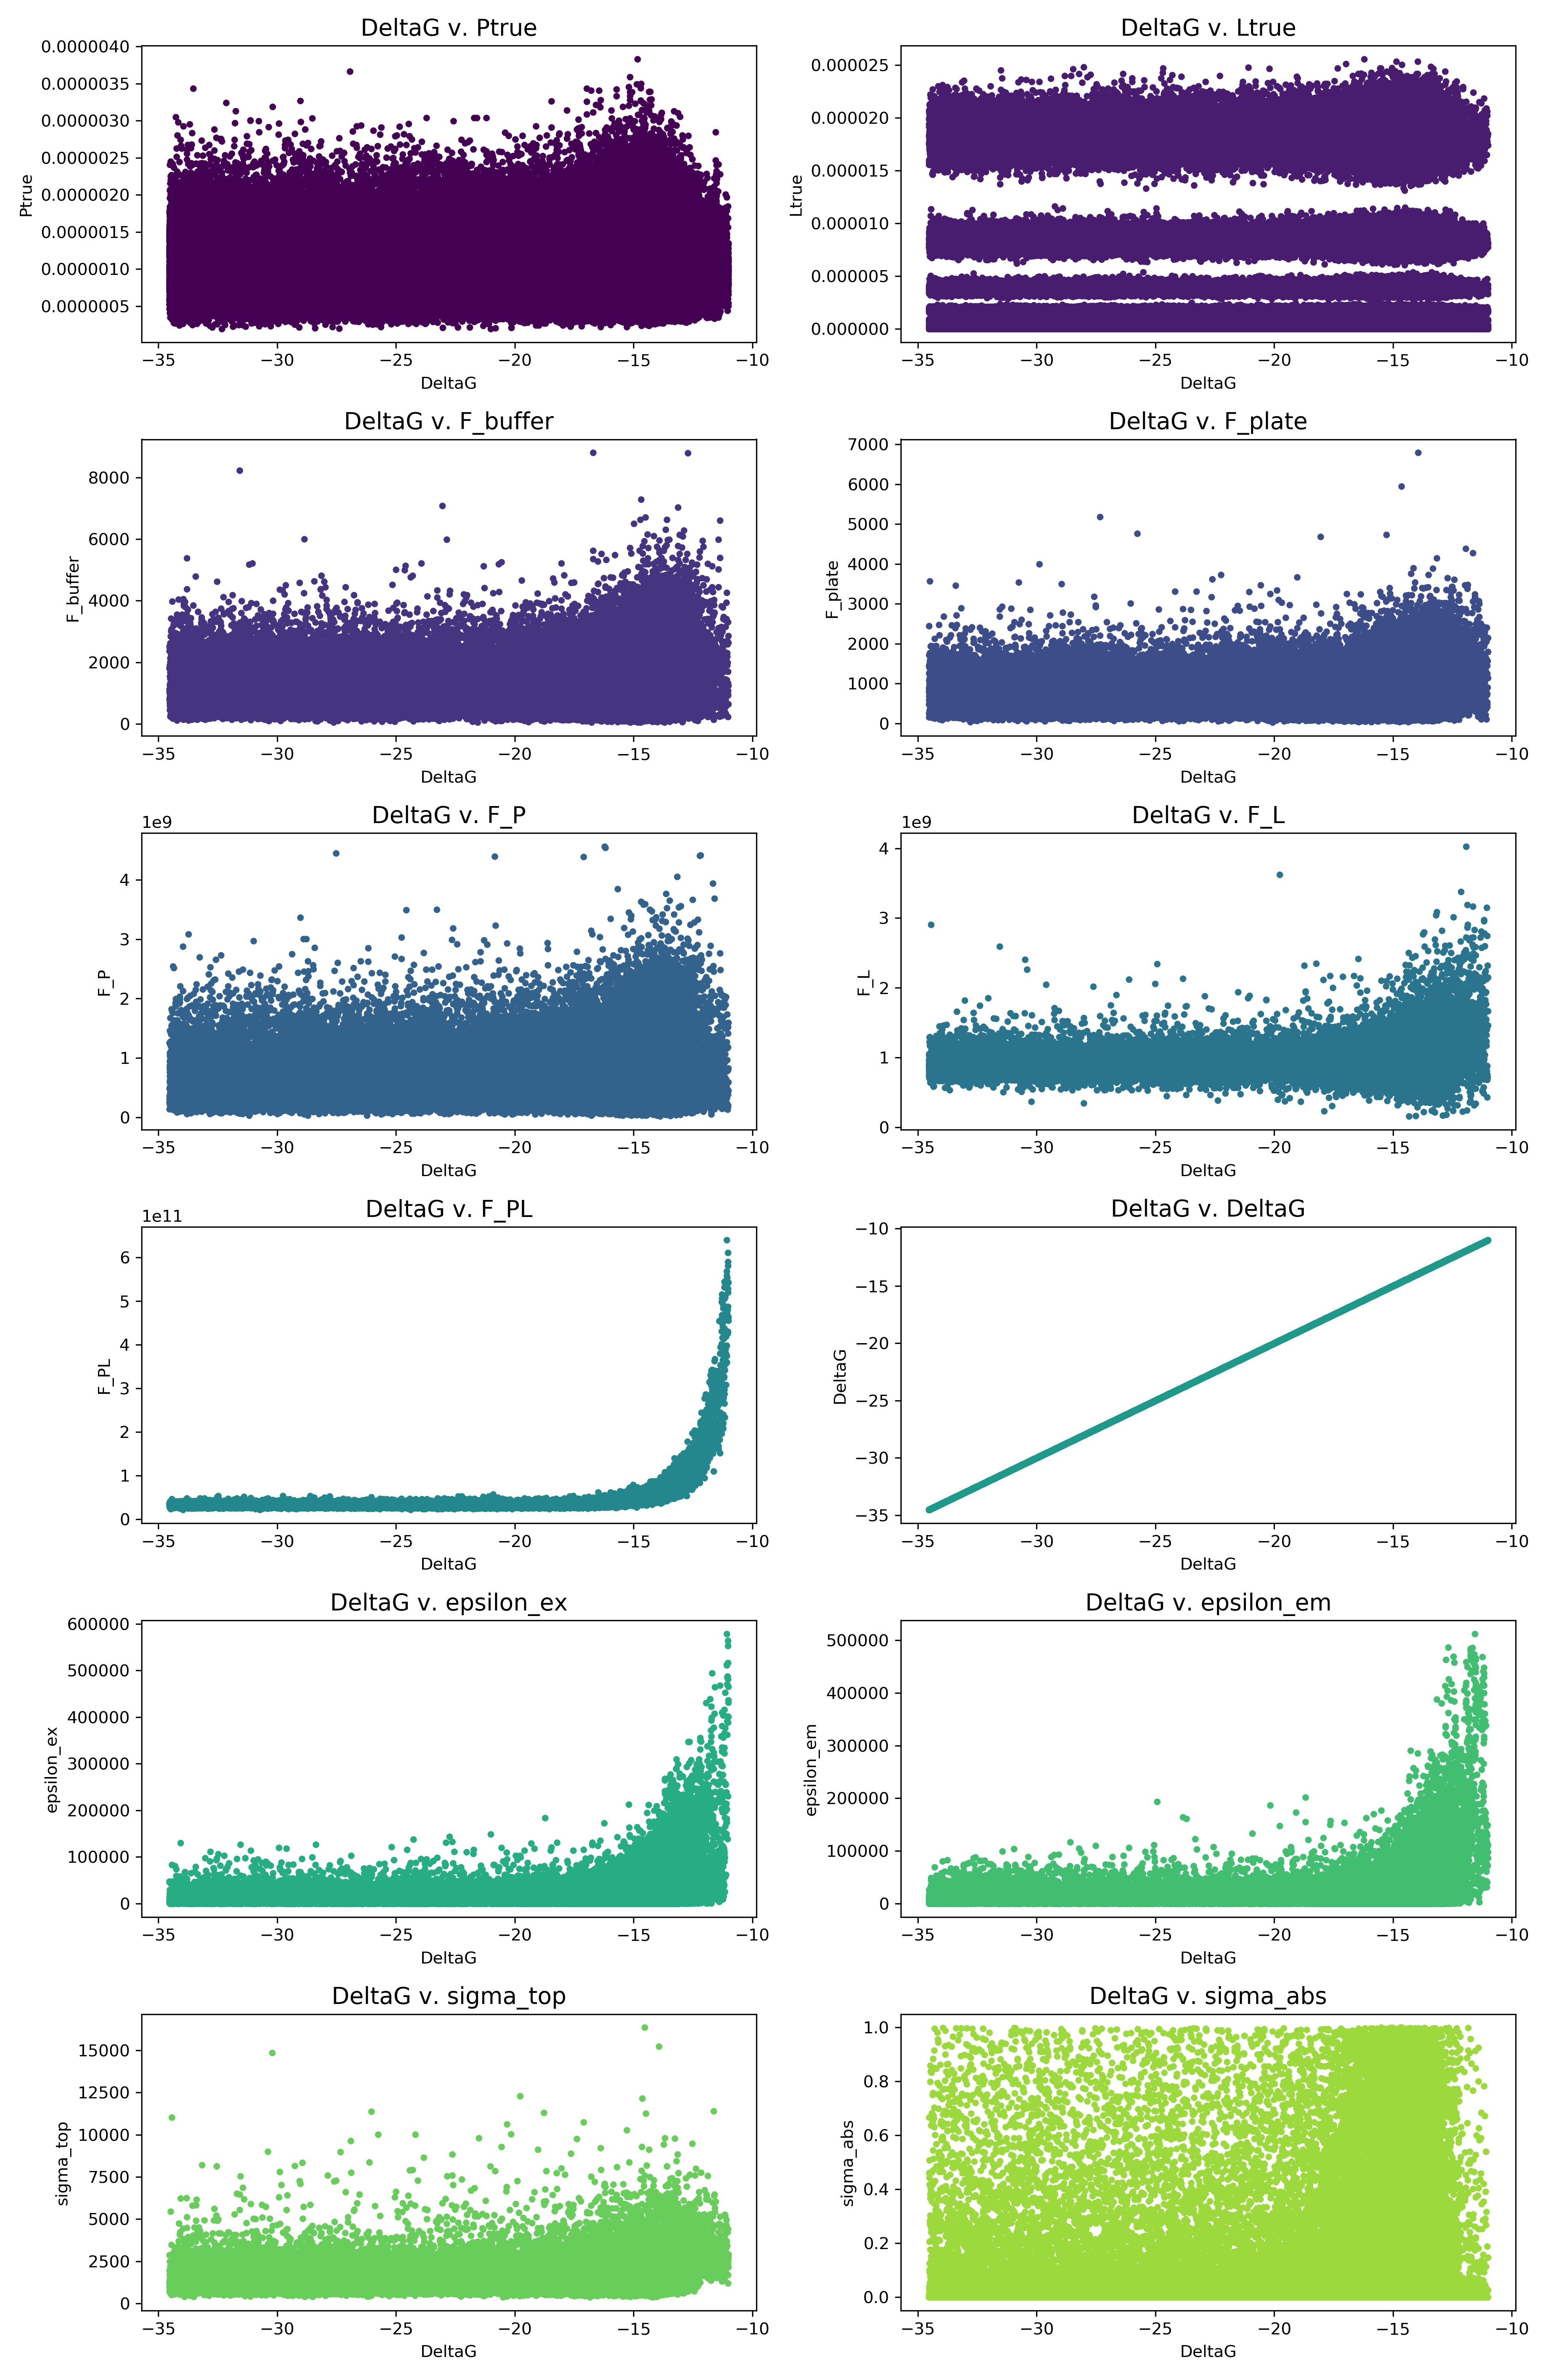 DeltaG v. Ptrue
0.0000040
0.0000035
0.0000030
0.0000025
0.0000020
0.0000015
0.0000010
0.0000005
Ptrue
−35 −30 −25 −20 −15 −10
DeltaG
DeltaG v. Ltrue
0.000025
0.000020
0.000015
0.000010
0.000005
0.000000
Ltrue
−35 −30 −25 −20 −15 −10
DeltaG
DeltaG v. F_buffer
8000
6000
4000
2000
0
F_buffer
−35 −30 −25 −20 −15 −10
DeltaG
DeltaG v. F_plate
7000
6000
5000
4000
3000
2000
1000
0
F_plate
−35 −30 −25 −20 −15 −10
DeltaG
DeltaG v. F_P
1e9
4
3
2
1
0
F_P
−35 −30 −25 −20 −15 −10
DeltaG
DeltaG v. F_L
1e9
4
3
2
1
0
F_L
−35 −30 −25 −20 −15 −10
DeltaG
DeltaG v. F_PL
1e11
6
5
4
3
2
1
0
F_PL
−35 −30 −25 −20 −15 −10
DeltaG
DeltaG v. DeltaG
−10
−15
−20
−25
−30
−35
DeltaG
−35 −30 −25 −20 −15 −10
DeltaG
DeltaG v. epsilon_ex
600000
500000
400000
300000
200000
100000
0
epsilon_ex
−35 −30 −25 −20 −15 −10
DeltaG
DeltaG v. epsilon_em
500000
400000
300000
200000
100000
0
epsilon_em
−35 −30 −25 −20 −15 −10
DeltaG
DeltaG v. sigma_top
15000
12500
10000
7500
5000
2500
0
sigma_top
−35 −30 −25 −20 −15 −10
DeltaG
DeltaG v. sigma_abs
1.0
0.8
0.6
0.4
0.2
0.0
sigma_abs
−35 −30 −25 −20 −15 −10
DeltaG